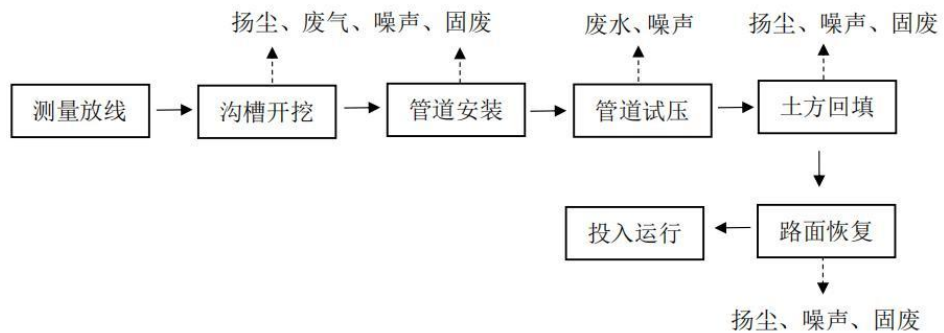 扬尘、废气、噪声、固废
废水、噪声
扬尘、噪声、固废
测量放线
沟槽开挖
管道安装
管道试压
土方回填
投入运行
路面恢复
扬尘、噪声、固废